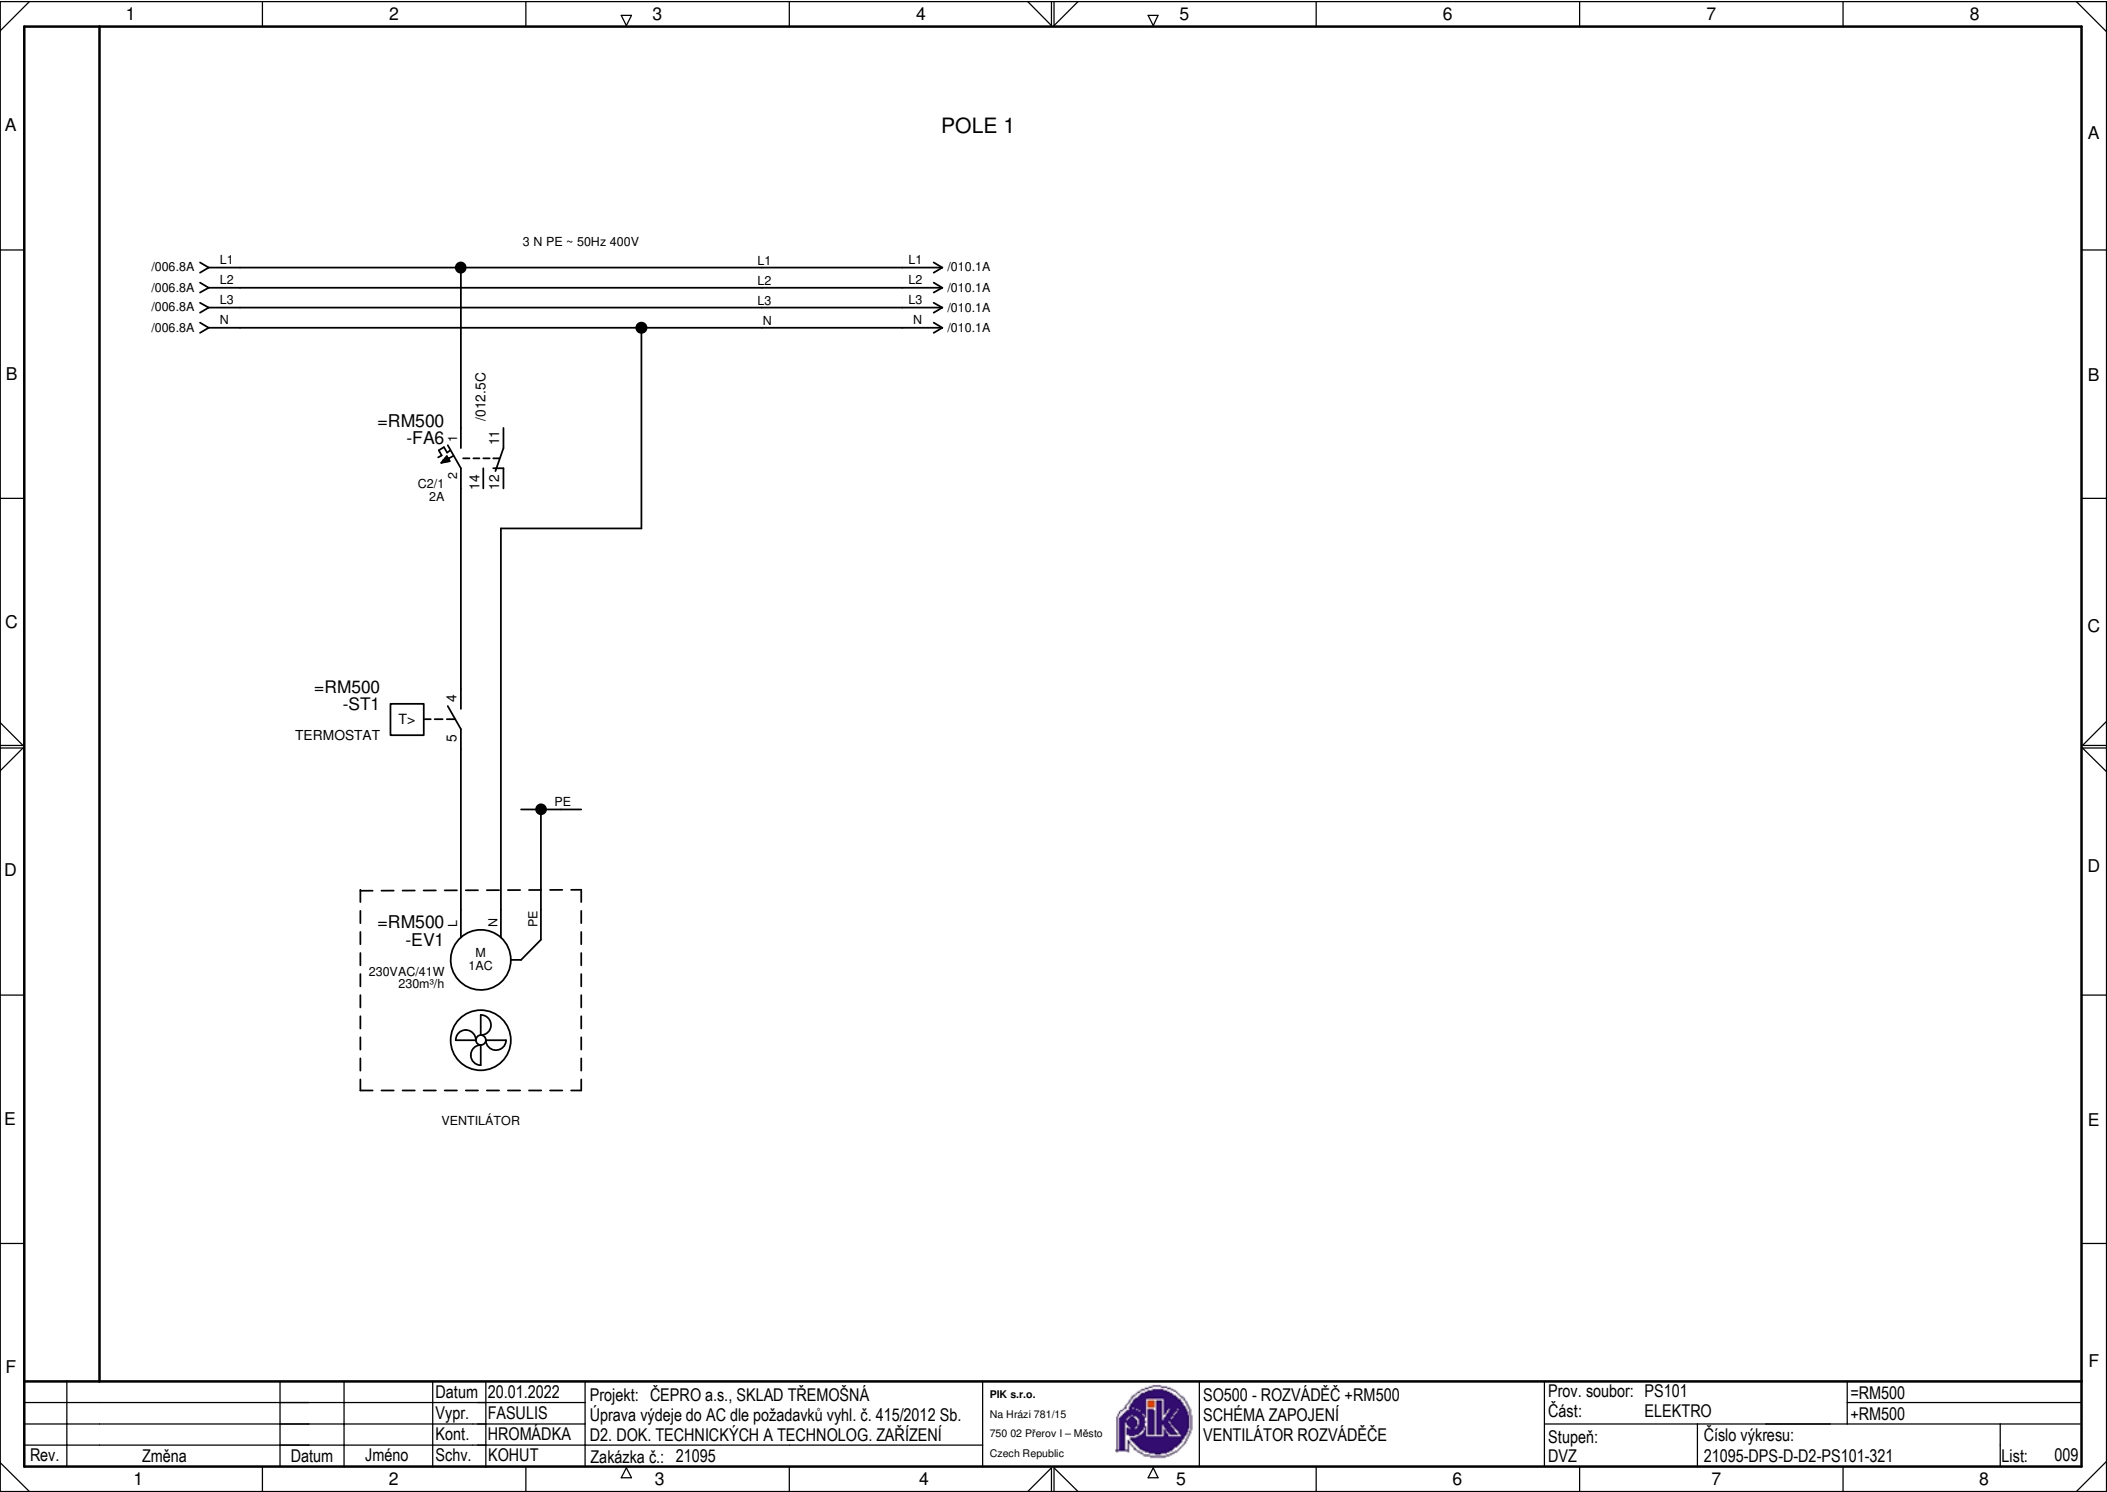 1 2 3 4 5 6 7 8
A A
POLE 1
3 N PE ~ 50Hz 400V
/006.8A L1 L1 L1 /010.1A
/006.8A L2 L2 L2 /010.1A
/006.8A L3 L3 L3 /010.1A
/006.8A N N N /010.1A
B B
/012.5C
=RM500
-FA6 1 11
2 14 12
C2/1
2A
C C
=RM500
-ST1 4
T>
TERMOSTAT 5
PE
D D
=RM500 L N PE
-EV1
M
1AC
230VAC/41W
230m³/h
VENTILÁTOR
E E
F F
Datum 20.01.2022
Vypr. FASULIS
Kont. HROMÁDKA
Rev. Změna Datum Jméno Schv. KOHUT
Projekt: ČEPRO a.s., SKLAD TŘEMOŠNÁ
Úprava výdeje do AC dle požadavků vyhl. č. 415/2012 Sb.
D2. DOK. TECHNICKÝCH A TECHNOLOG. ZAŘÍZENÍ
Zakázka č.: 21095
PIK s.r.o.
Na Hrázi 781/15
750 02 Přerov I – Město
Czech Republic
pik
SO500 - ROZVÁDĚČ +RM500
SCHÉMA ZAPOJENÍ
VENTILÁTOR ROZVÁDĚČE
Prov. soubor: PS101
Část: ELEKTRO
=RM500
+RM500
Stupeň:
DVZ
Číslo výkresu:
21095-DPS-D-D2-PS101-321
List: 009
1 2 3 4 5 6 7 8